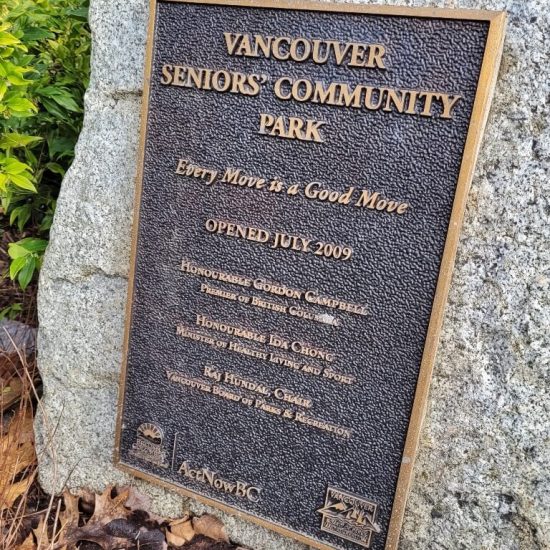 VANCOUVER
SENIORS' COMMUNITY
PARK
Every Move is a Good Move
OPENED JULY 2009
HONOURABLE GORDON CAMPBELL
PREMIER OF BRITISH COLUMBIA
HONOURABLE IDA CHONG
MINISTER OF HEALTHY LIVING AND SPORT
RAJ HUNDAL, CHAIR
VANCOUVER BOARD OF PARKS & RECREATION
ActNowBC
VANCOUVER